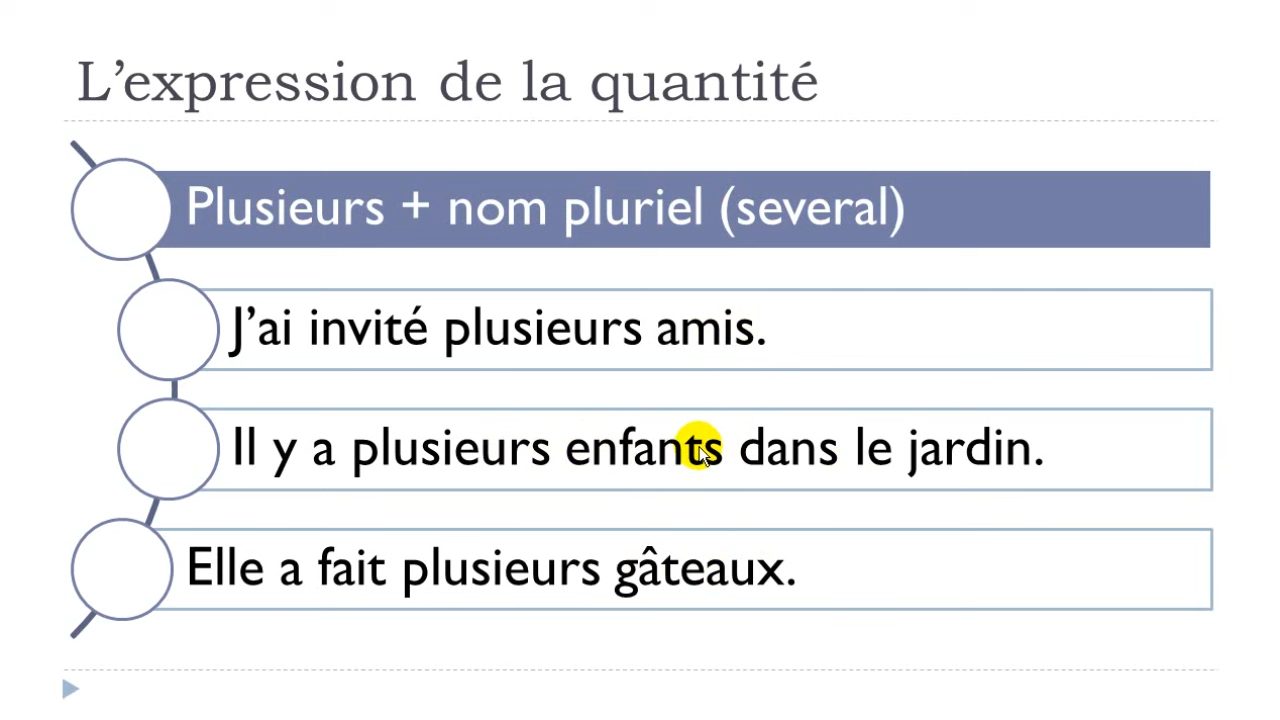 L’expression de la quantité
Plusieurs + nom pluriel (several)
J’ai invité plusieurs amis.
Il y a plusieurs enfants dans le jardin.
Elle a fait plusieurs gâteaux.